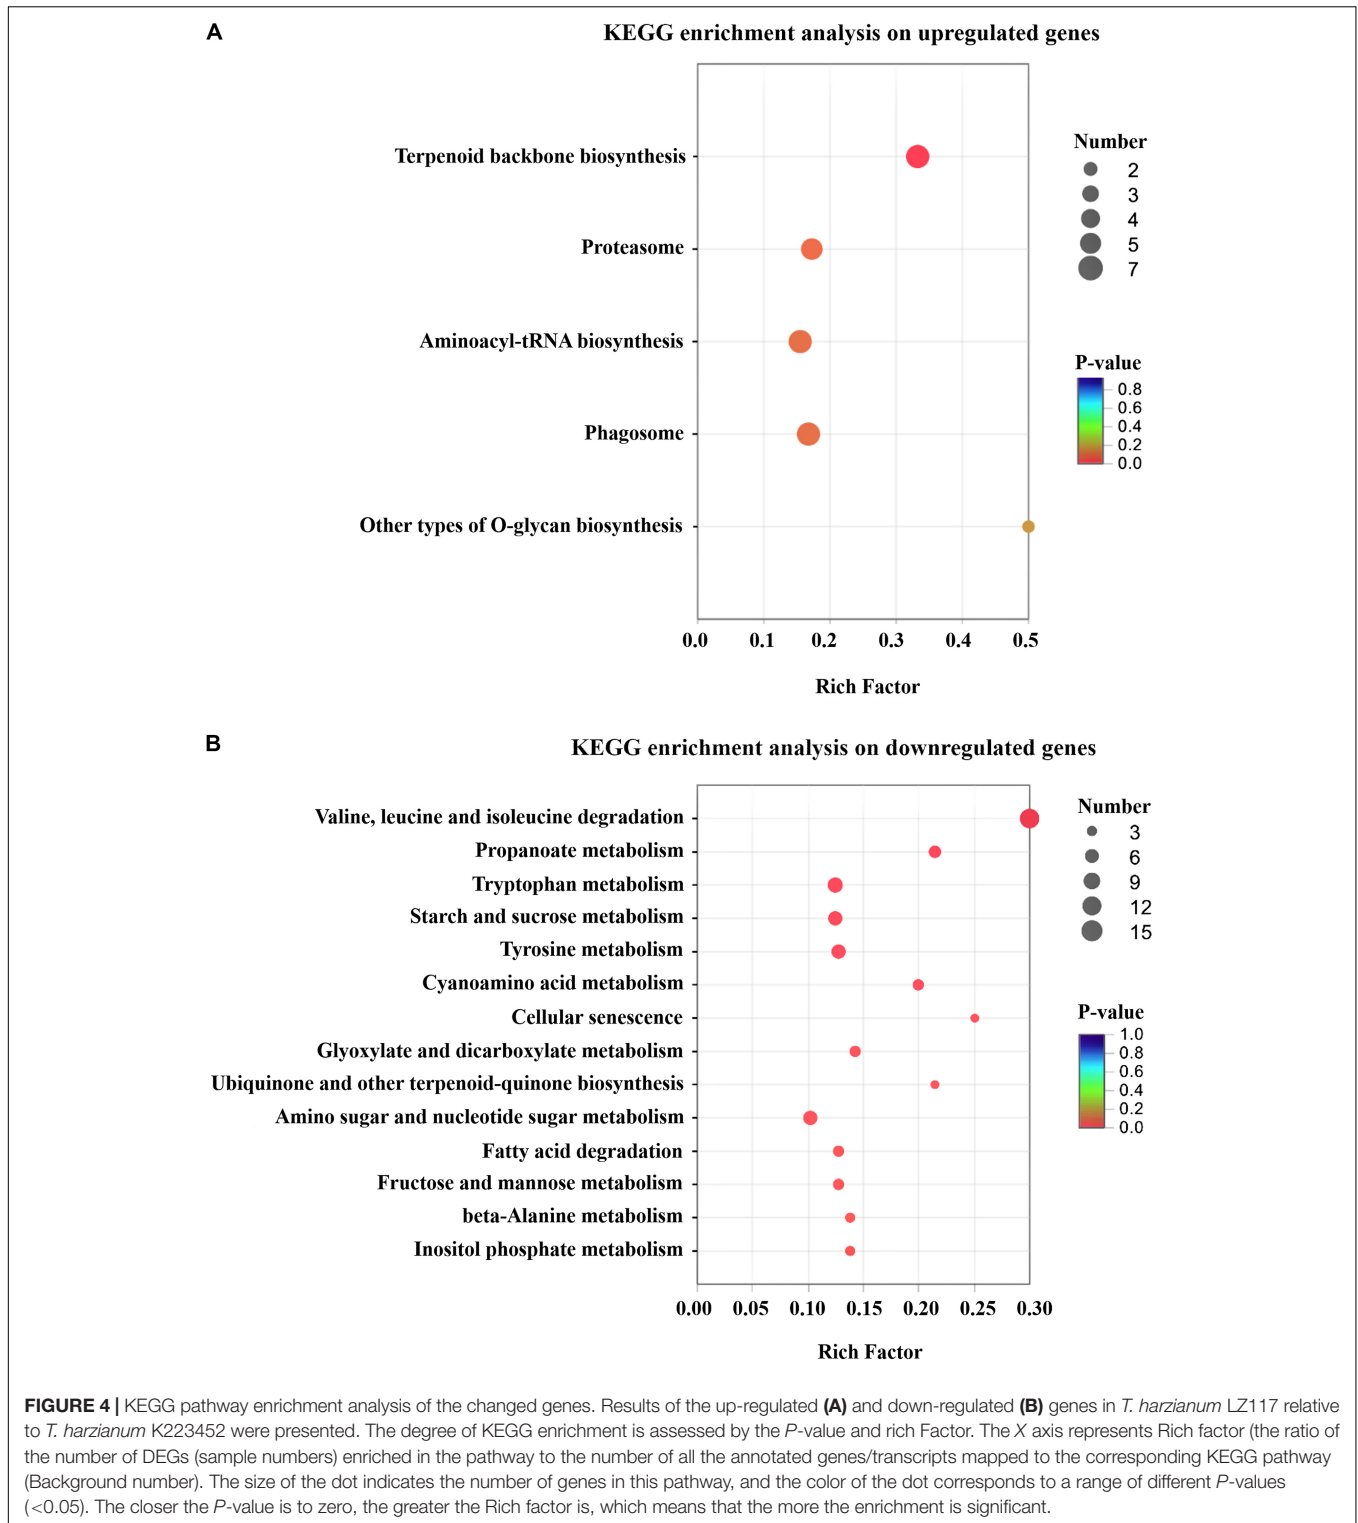 A
KEGG enrichment analysis on upregulated genes
Terpenoid backbone biosynthesis
Proteasome
Aminoacyl-tRNA biosynthesis
Phagosome
Other types of O-glycan biosynthesis
0.0 0.1 0.2 0.3 0.4 0.5
Rich Factor
Number
2
3
4
5
7
P-value
0.8
0.6
0.4
0.2
0.0
B
KEGG enrichment analysis on downregulated genes
Valine, leucine and isoleucine degradation
Propanoate metabolism
Tryptophan metabolism
Starch and sucrose metabolism
Tyrosine metabolism
Cyanoamino acid metabolism
Cellular senescence
Glyoxylate and dicarboxylate metabolism
Ubiquinone and other terpenoid-quinone biosynthesis
Amino sugar and nucleotide sugar metabolism
Fatty acid degradation
Fructose and mannose metabolism
beta-Alanine metabolism
Inositol phosphate metabolism
0.00 0.05 0.10 0.15 0.20 0.25 0.30
Rich Factor
Number
3
6
9
12
15
P-value
1.0
0.8
0.6
0.4
0.2
0.0
FIGURE 4 | KEGG pathway enrichment analysis of the changed genes. Results of the up-regulated (A) and down-regulated (B) genes in T. harzianum LZ117 relative
to T. harzianum K223452 were presented. The degree of KEGG enrichment is assessed by the P-value and rich Factor. The X axis represents Rich factor (the ratio of
the number of DEGs (sample numbers) enriched in the pathway to the number of all the annotated genes/transcripts mapped to the corresponding KEGG pathway
(Background number). The size of the dot indicates the number of genes in this pathway, and the color of the dot corresponds to a range of different P-values
(<0.05). The closer the P-value is to zero, the greater the Rich factor is, which means that the more the enrichment is significant.